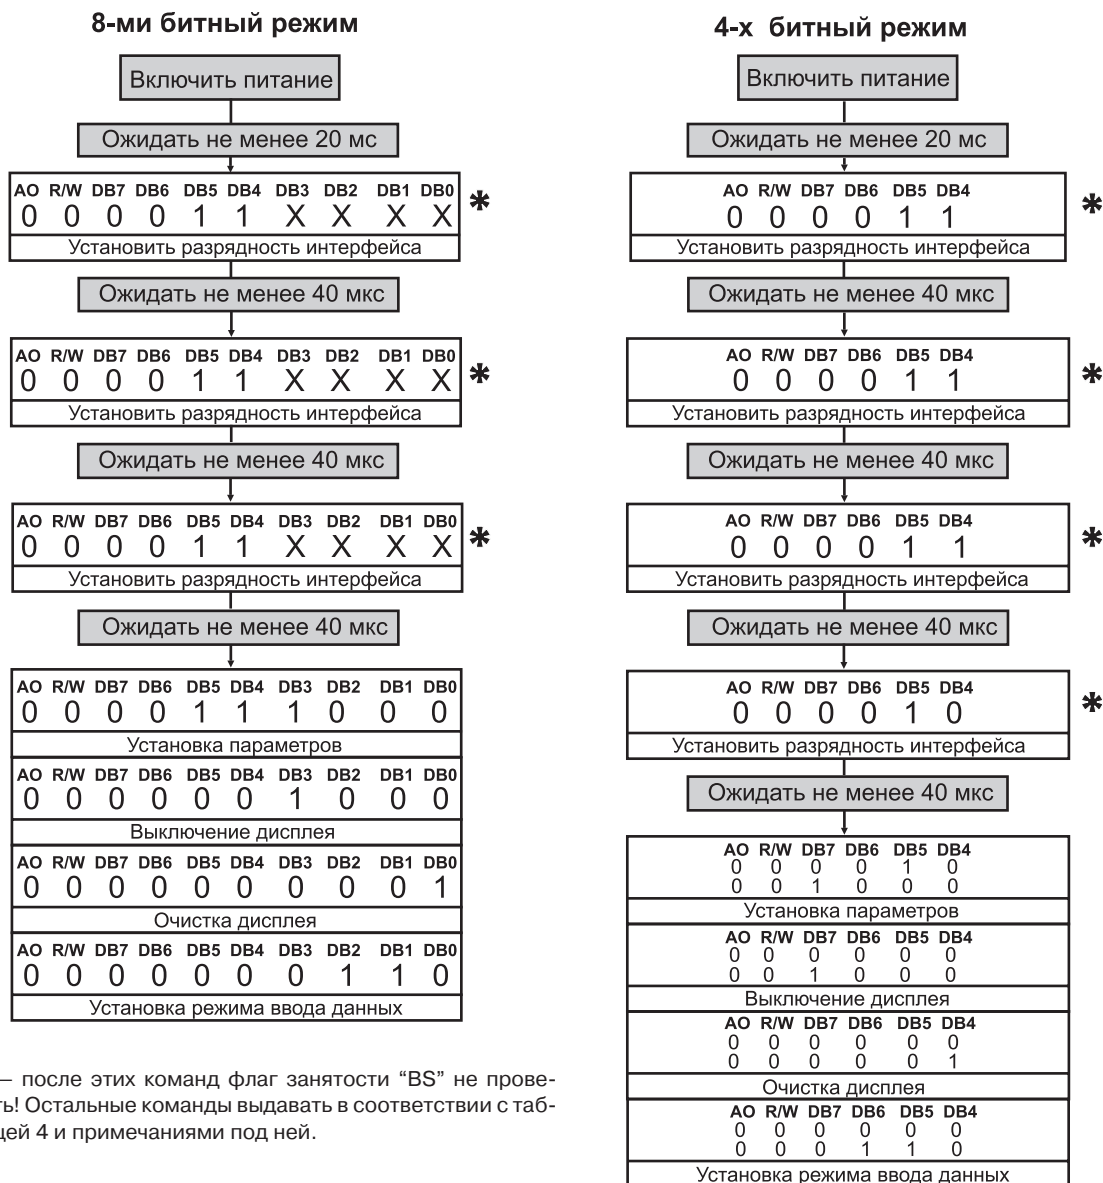 8-ми битный режим
Включить питание
Ожидать не менее 20 мс
AO R/W DB7 DB6 DB5 DB4 DB3 DB2 DB1 DB0
0 0 0 0 1 1 X X X X *
Установить разрядность интерфейса
Ожидать не менее 40 мкс
AO R/W DB7 DB6 DB5 DB4 DB3 DB2 DB1 DB0
0 0 0 0 1 1 X X X X *
Установить разрядность интерфейса
Ожидать не менее 40 мкс
AO R/W DB7 DB6 DB5 DB4 DB3 DB2 DB1 DB0
0 0 0 0 1 1 X X X X *
Установить разрядность интерфейса
Ожидать не менее 40 мкс
AO R/W DB7 DB6 DB5 DB4 DB3 DB2 DB1 DB0
0 0 0 0 1 1 1 0 0 0
Установка параметров
AO R/W DB7 DB6 DB5 DB4 DB3 DB2 DB1 DB0
0 0 0 0 0 0 1 0 0 0
Выключение дисплея
AO R/W DB7 DB6 DB5 DB4 DB3 DB2 DB1 DB0
0 0 0 0 0 0 0 0 0 1
Очистка дисплея
AO R/W DB7 DB6 DB5 DB4 DB3 DB2 DB1 DB0
0 0 0 0 0 0 0 1 1 0
Установка режима ввода данных
– после этих команд флаг занятости “BS” не прове-
ть! Остальные команды выдавать в соответствии с таб-
цей 4 и примечаниями под ней.
4-х битный режим
Включить питание
Ожидать не менее 20 мс
AO R/W DB7 DB6 DB5 DB4
0 0 0 0 1 1 *
Установить разрядность интерфейса
Ожидать не менее 40 мкс
AO R/W DB7 DB6 DB5 DB4
0 0 0 0 1 1 *
Установить разрядность интерфейса
Ожидать не менее 40 мкс
AO R/W DB7 DB6 DB5 DB4
0 0 0 0 1 1 *
Установить разрядность интерфейса
Ожидать не менее 40 мкс
AO R/W DB7 DB6 DB5 DB4
0 0 0 0 1 0 *
Установить разрядность интерфейса
Ожидать не менее 40 мкс
AO R/W DB7 DB6 DB5 DB4
0 0 0 0 1 0
0 0 1 0 0 0
Установка параметров
AO R/W DB7 DB6 DB5 DB4
0 0 0 0 0 0
0 0 1 0 0 0
Выключение дисплея
AO R/W DB7 DB6 DB5 DB4
0 0 0 0 0 0
0 0 0 0 0 1
Очистка дисплея
AO R/W DB7 DB6 DB5 DB4
0 0 0 0 0 0
0 0 0 1 1 0
Установка режима ввода данных